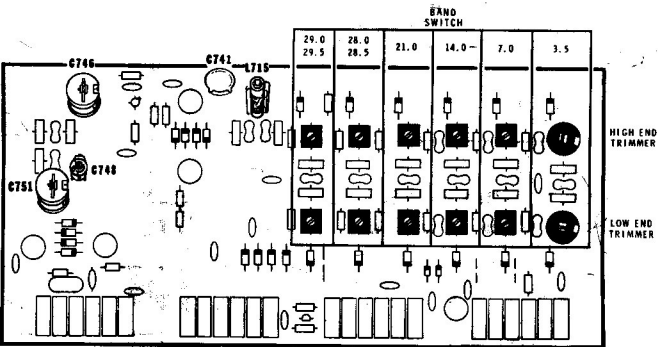 BAND
SWITCH
29.0 28.0 21.0 14.0 7.0 3.5
29.5 28.5
C746
C741
L715
C748
C751
HIGH END
TRIMMER
LOW END
TRIMMER